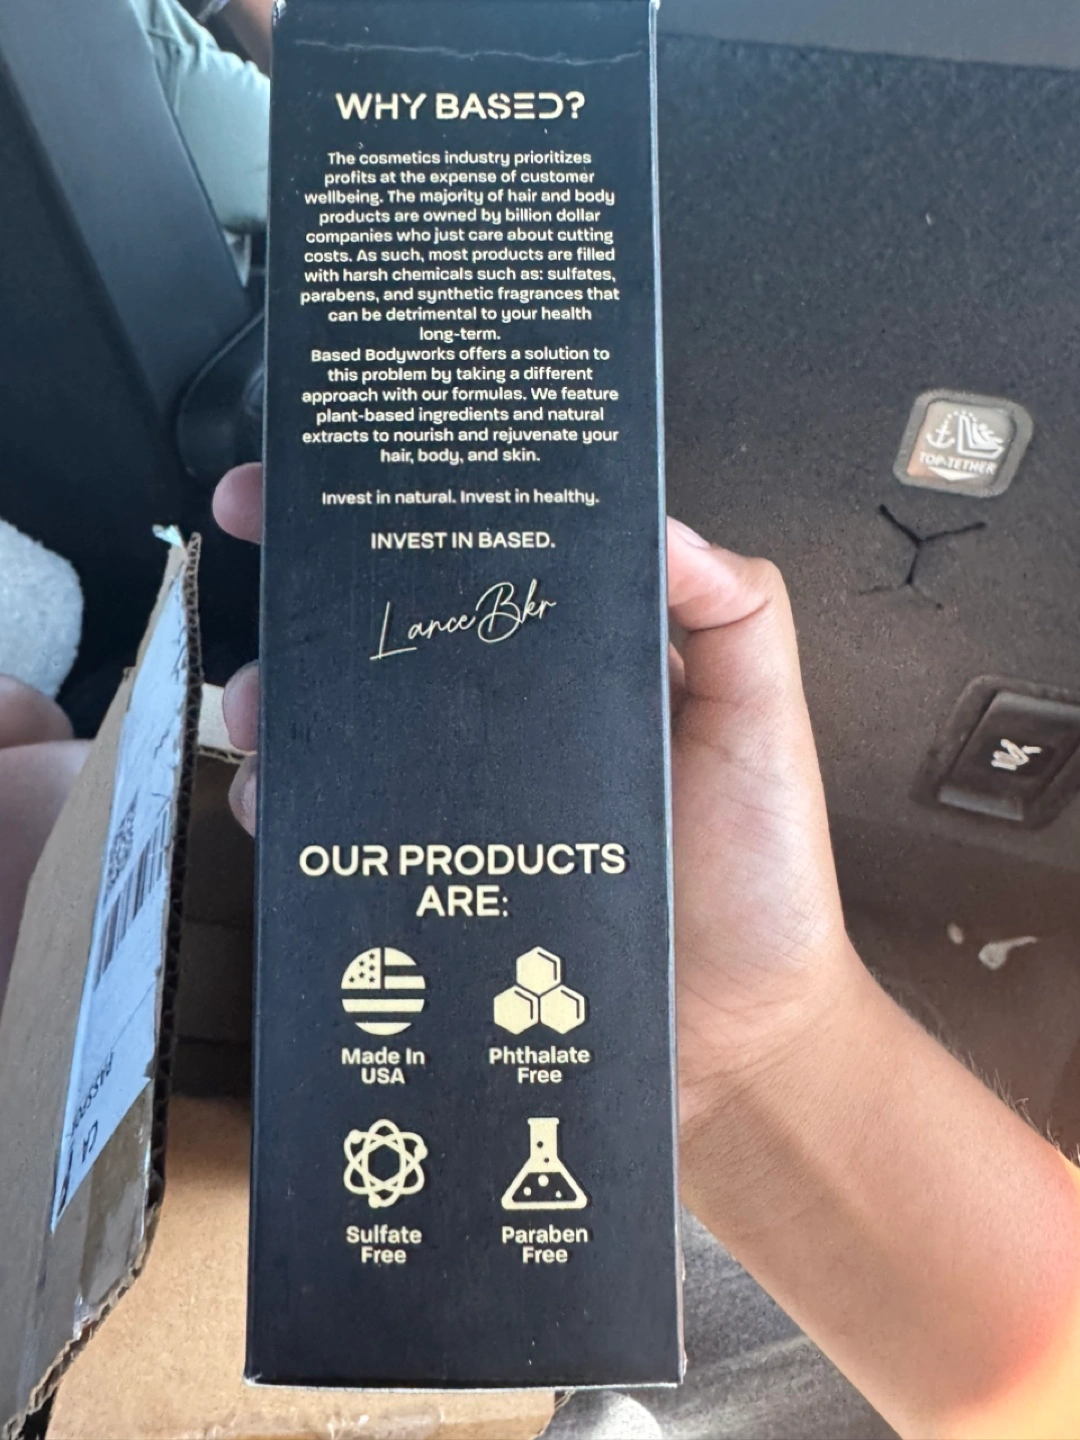 WHY BASED?
The cosmetics industry prioritizes
profits at the expense of customer
wellbeing. The majority of hair and body
products are owned by billion dollar
companies who just care about cutting
costs. As such, most products are filled
with harsh chemicals such as: sulfates,
parabens, and synthetic fragrances that
can be detrimental to your health
long-term.
Based Bodyworks offers a solution to
this problem by taking a different
approach with our formulas. We feature
plant-based ingredients and natural
extracts to nourish and rejuvenate your
hair, body, and skin.
Invest in natural. Invest in healthy.
INVEST IN BASED.
Lance Bkr
OUR PRODUCTS
ARE:
Made In
USA
Phthalate
Free
Sulfate
Free
Paraben
Free
TOP-TETHER